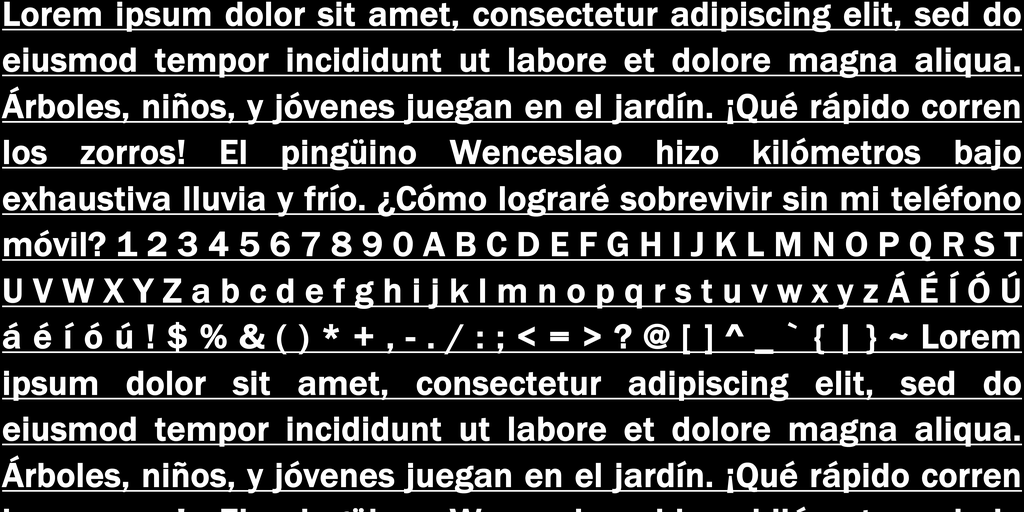 Lorem ipsum dolor sit amet, consectetur adipiscing elit, sed do
eiusmod tempor incididunt ut labore et dolore magna aliqua.
Árboles, niños, y jóvenes juegan en el jardín. ¡Qué rápido corren
los zorros! El pingüino Wenceslao hizo kilómetros bajo
exhaustiva lluvia y frío. ¿Cómo lograré sobrevivir sin mi teléfono
móvil? 1 2 3 4 5 6 7 8 9 0 A B C D E F G H I J K L M N O P Q R S T
U V W X Y Z a b c d e f g h i j k l m n o p q r s t u v w x y z Á É Í Ó Ú
á é í ó ú ! $ % & ( ) * + , - . / : ; < = > ? @ [ ] ^ _ ` { | } ~ Lorem
ipsum dolor sit amet, consectetur adipiscing elit, sed do
eiusmod tempor incididunt ut labore et dolore magna aliqua.
Árboles, niños, y jóvenes juegan en el jardín. ¡Qué rápido corren